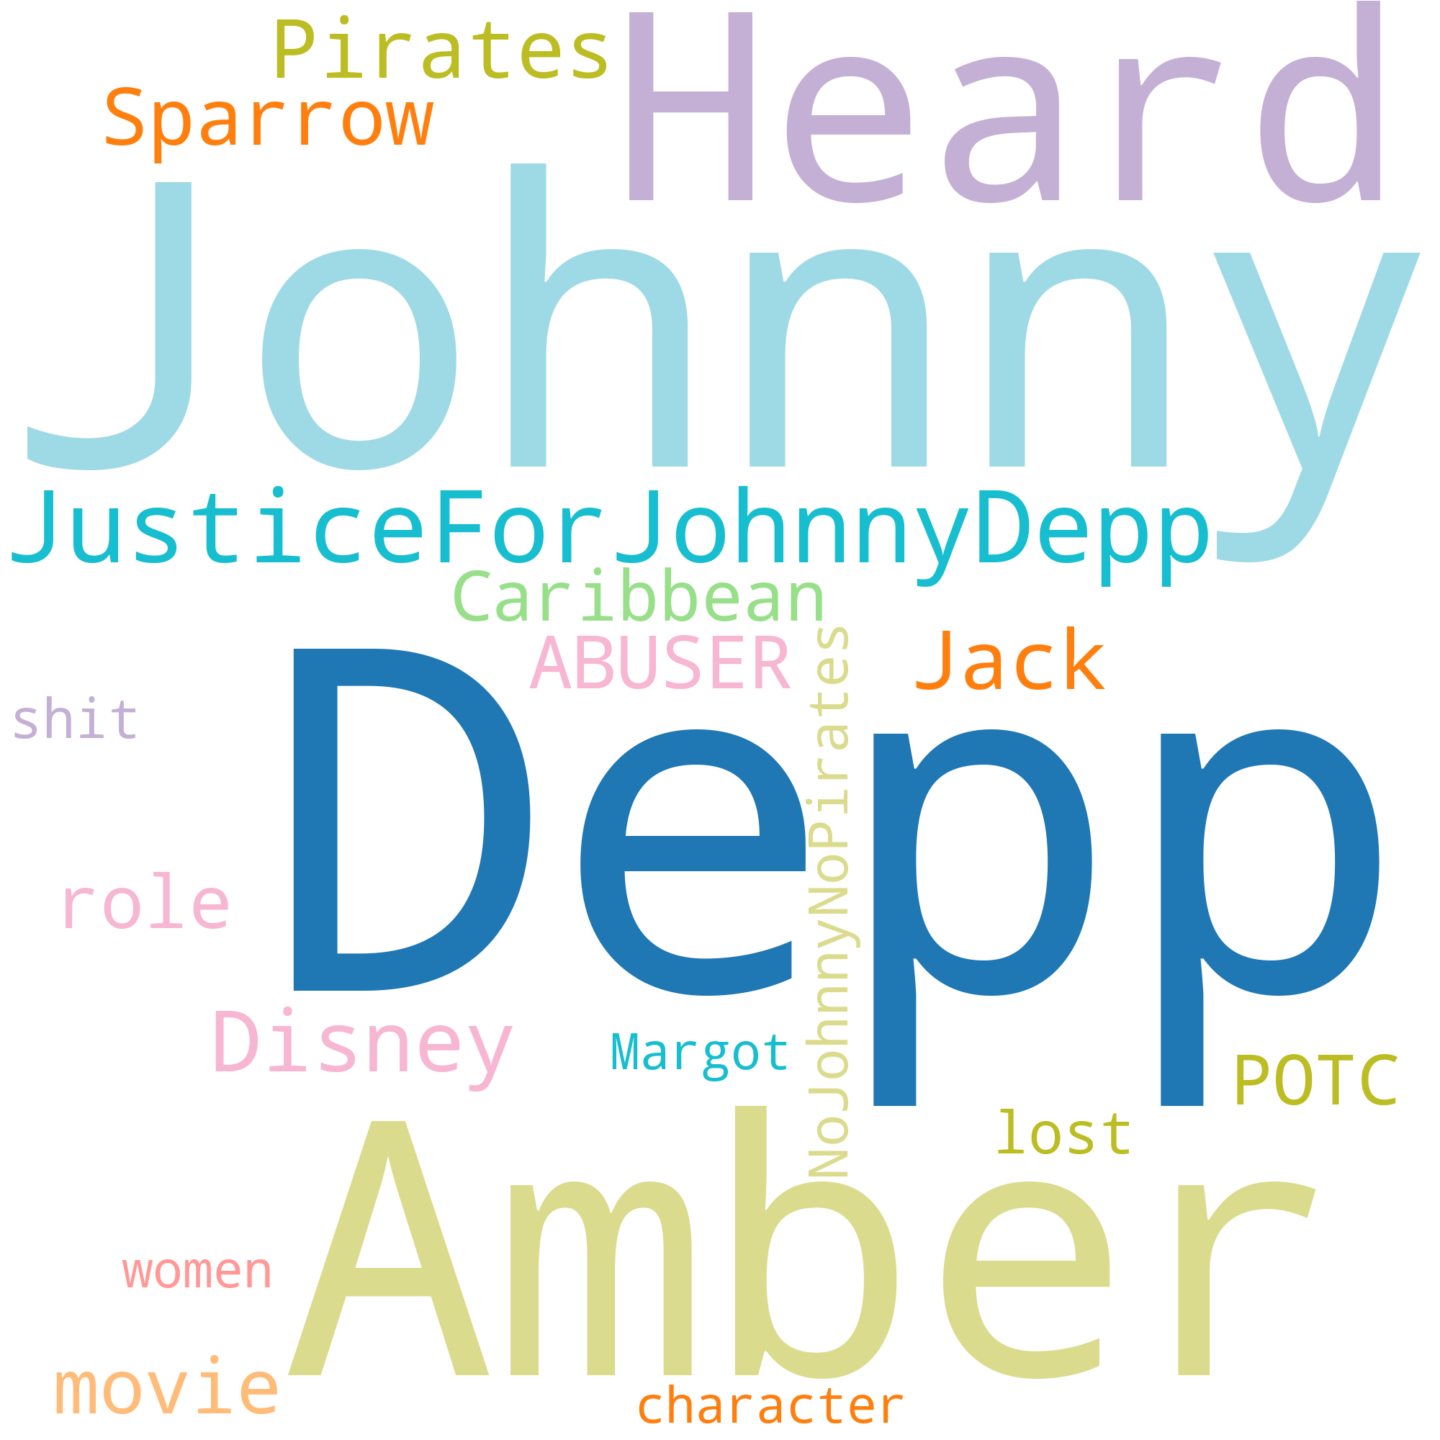 Pirates
Heard
Sparrow
Johnny
JusticeForJohnnyDepp
Caribbean
ABUSER
Jack
NoJohnnyNoPirates
shit
Depp
role
Disney
Margot
POTC
lost
Amber
women
movie
character